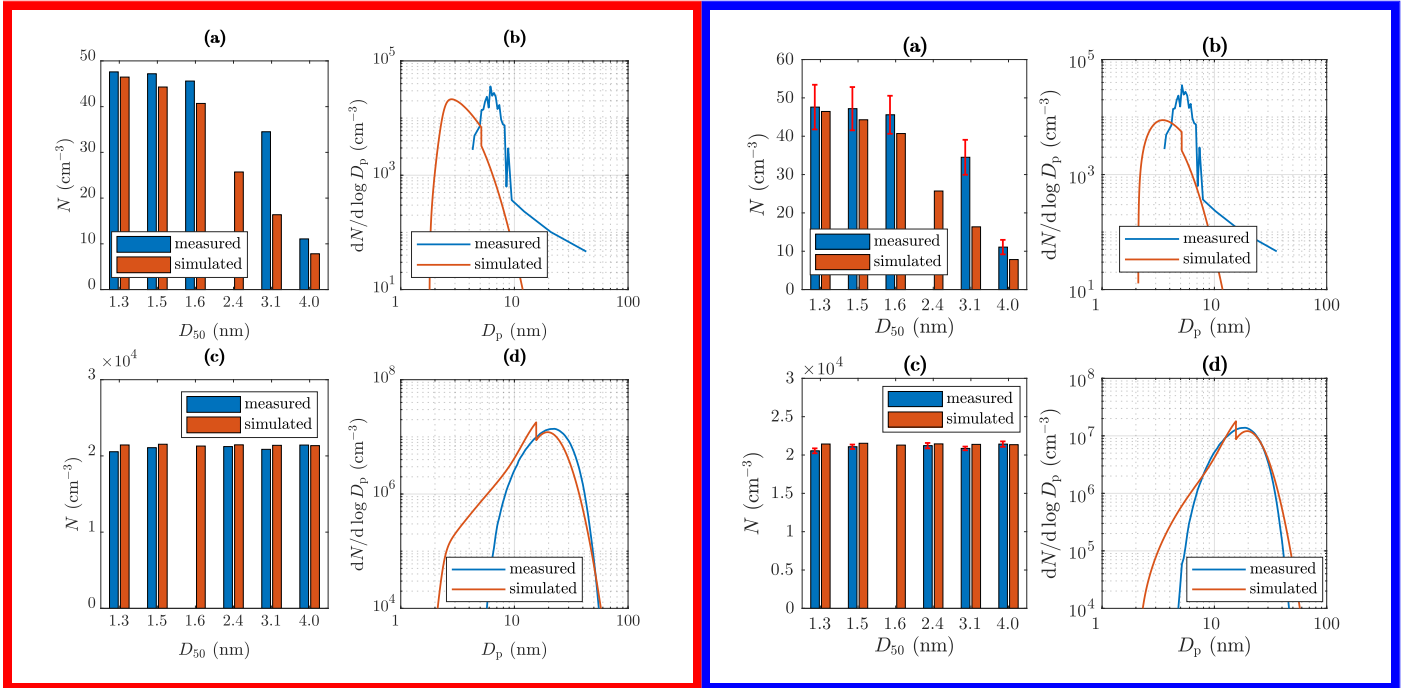 (a)
50
40
30
20
10
0
N (cm⁻³)
measured
simulated
1.3 1.5 1.6 2.4 3.1 4.0
D₅₀ (nm)
(b)
10⁵
10³
10¹
dN/d log Dₚ (cm⁻³)
measured
simulated
1 10 100
Dₚ (nm)
(c)
×10⁴
3
2
1
0
N (cm⁻³)
measured
simulated
1.3 1.5 1.6 2.4 3.1 4.0
D₅₀ (nm)
(d)
10⁸
10⁶
10⁴
dN/d log Dₚ (cm⁻³)
measured
simulated
1 10 100
Dₚ (nm)
(a)
60
50
40
30
20
10
0
N (cm⁻³)
measured
simulated
1.3 1.5 1.6 2.4 3.1 4.0
D₅₀ (nm)
(b)
10⁵
10³
10¹
dN/d log Dₚ (cm⁻³)
measured
simulated
1 10 100
Dₚ (nm)
(c)
×10⁴
3.0
2.5
2.0
1.5
1.0
0.5
0.0
N (cm⁻³)
measured
simulated
1.3 1.5 1.6 2.4 3.1 4.0
D₅₀ (nm)
(d)
10⁸
10⁷
10⁶
10⁵
10⁴
dN/d log Dₚ (cm⁻³)
measured
simulated
1 10 100
Dₚ (nm)